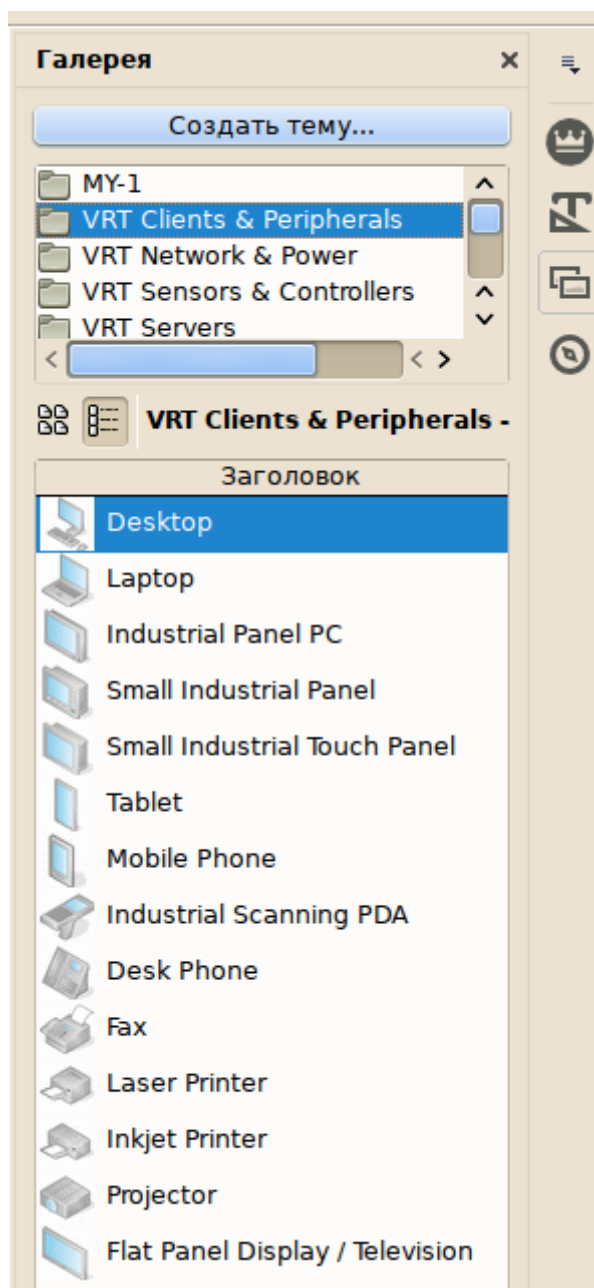 Галерея
Создать тему...
MY-1
VRT Clients & Peripherals
VRT Network & Power
VRT Sensors & Controllers
VRT Servers
VRT Clients & Peripherals -
Заголовок
Desktop
Laptop
Industrial Panel PC
Small Industrial Panel
Small Industrial Touch Panel
Tablet
Mobile Phone
Industrial Scanning PDA
Desk Phone
Fax
Laser Printer
Inkjet Printer
Projector
Flat Panel Display / Television